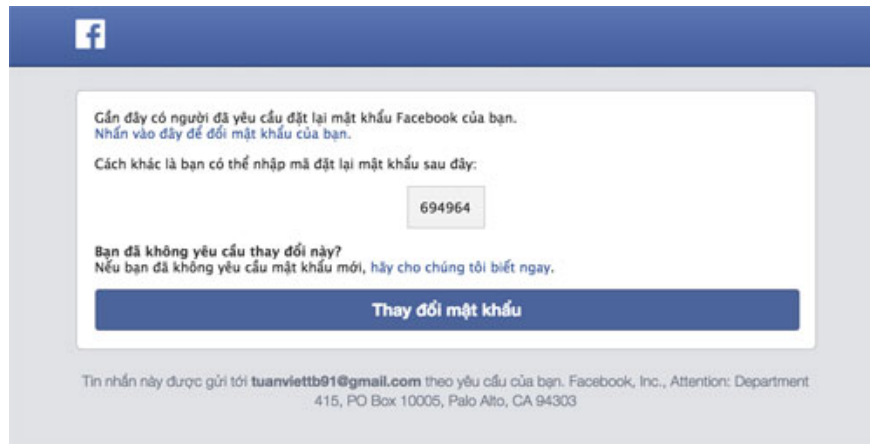 f
Gần đây có người đã yêu cầu đặt lại mật khẩu Facebook của bạn.
Nhấn vào đây để đổi mật khẩu của bạn.
Cách khác là bạn có thể nhập mã đặt lại mật khẩu sau đây:
694964
Bạn đã không yêu cầu thay đổi này?
Nếu bạn đã không yêu cầu mật khẩu mới, hãy cho chúng tôi biết ngay.
Thay đổi mật khẩu
Tin nhắn này được gửi tới tuanviettb91@gmail.com theo yêu cầu của bạn. Facebook, Inc., Attention: Department
415, PO Box 10005, Palo Alto, CA 94303